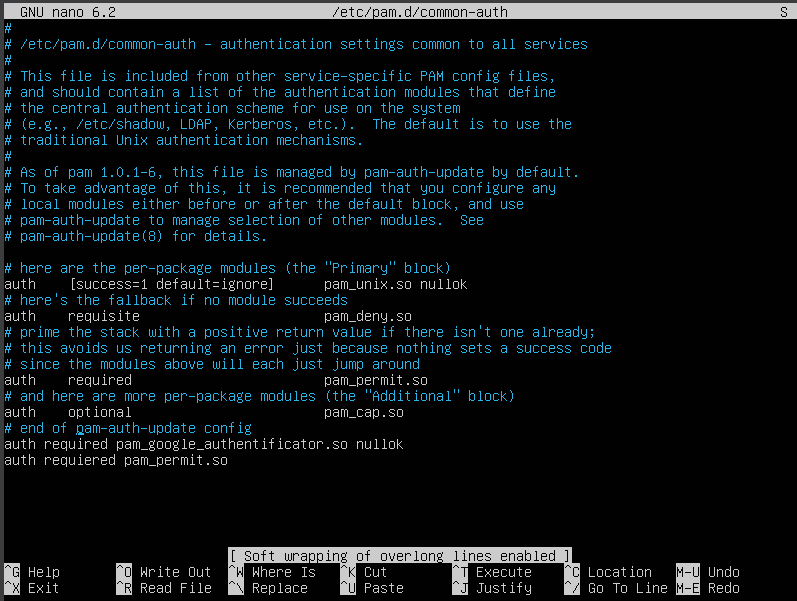 GNU nano 6.2 /etc/pam.d/common-auth S
#
# /etc/pam.d/common-auth - authentication settings common to all services
#
# This file is included from other service-specific PAM config files,
# and should contain a list of the authentication modules that define
# the central authentication scheme for use on the system
# (e.g., /etc/shadow, LDAP, Kerberos, etc.).  The default is to use the
# traditional Unix authentication mechanisms.
#
# As of pam 1.0.1-6, this file is managed by pam-auth-update by default.
# To take advantage of this, it is recommended that you configure any
# local modules either before or after the default block, and use
# pam-auth-update to manage selection of other modules.  See
# pam-auth-update(8) for details.

# here are the per-package modules (the "Primary" block)
auth    [success=1 default=ignore]      pam_unix.so nullok
# here's the fallback if no module succeeds
auth    requisite                       pam_deny.so
# prime the stack with a positive return value if there isn't one already;
# this avoids us returning an error just because nothing sets a success code
# since the modules above will each just jump around
auth    required                        pam_permit.so
# and here are more per-package modules (the "Additional" block)
auth    optional                        pam_cap.so
# end of pam-auth-update config
auth required pam_google_authentificator.so nullok
auth requiered pam_permit.so
[ Soft wrapping of overlong lines enabled ]
^G Help ^O Write Out ^W Where Is ^K Cut ^T Execute ^C Location M-U Undo
^X Exit ^R Read File ^\ Replace ^U Paste ^J Justify ^/ Go To Line M-E Redo